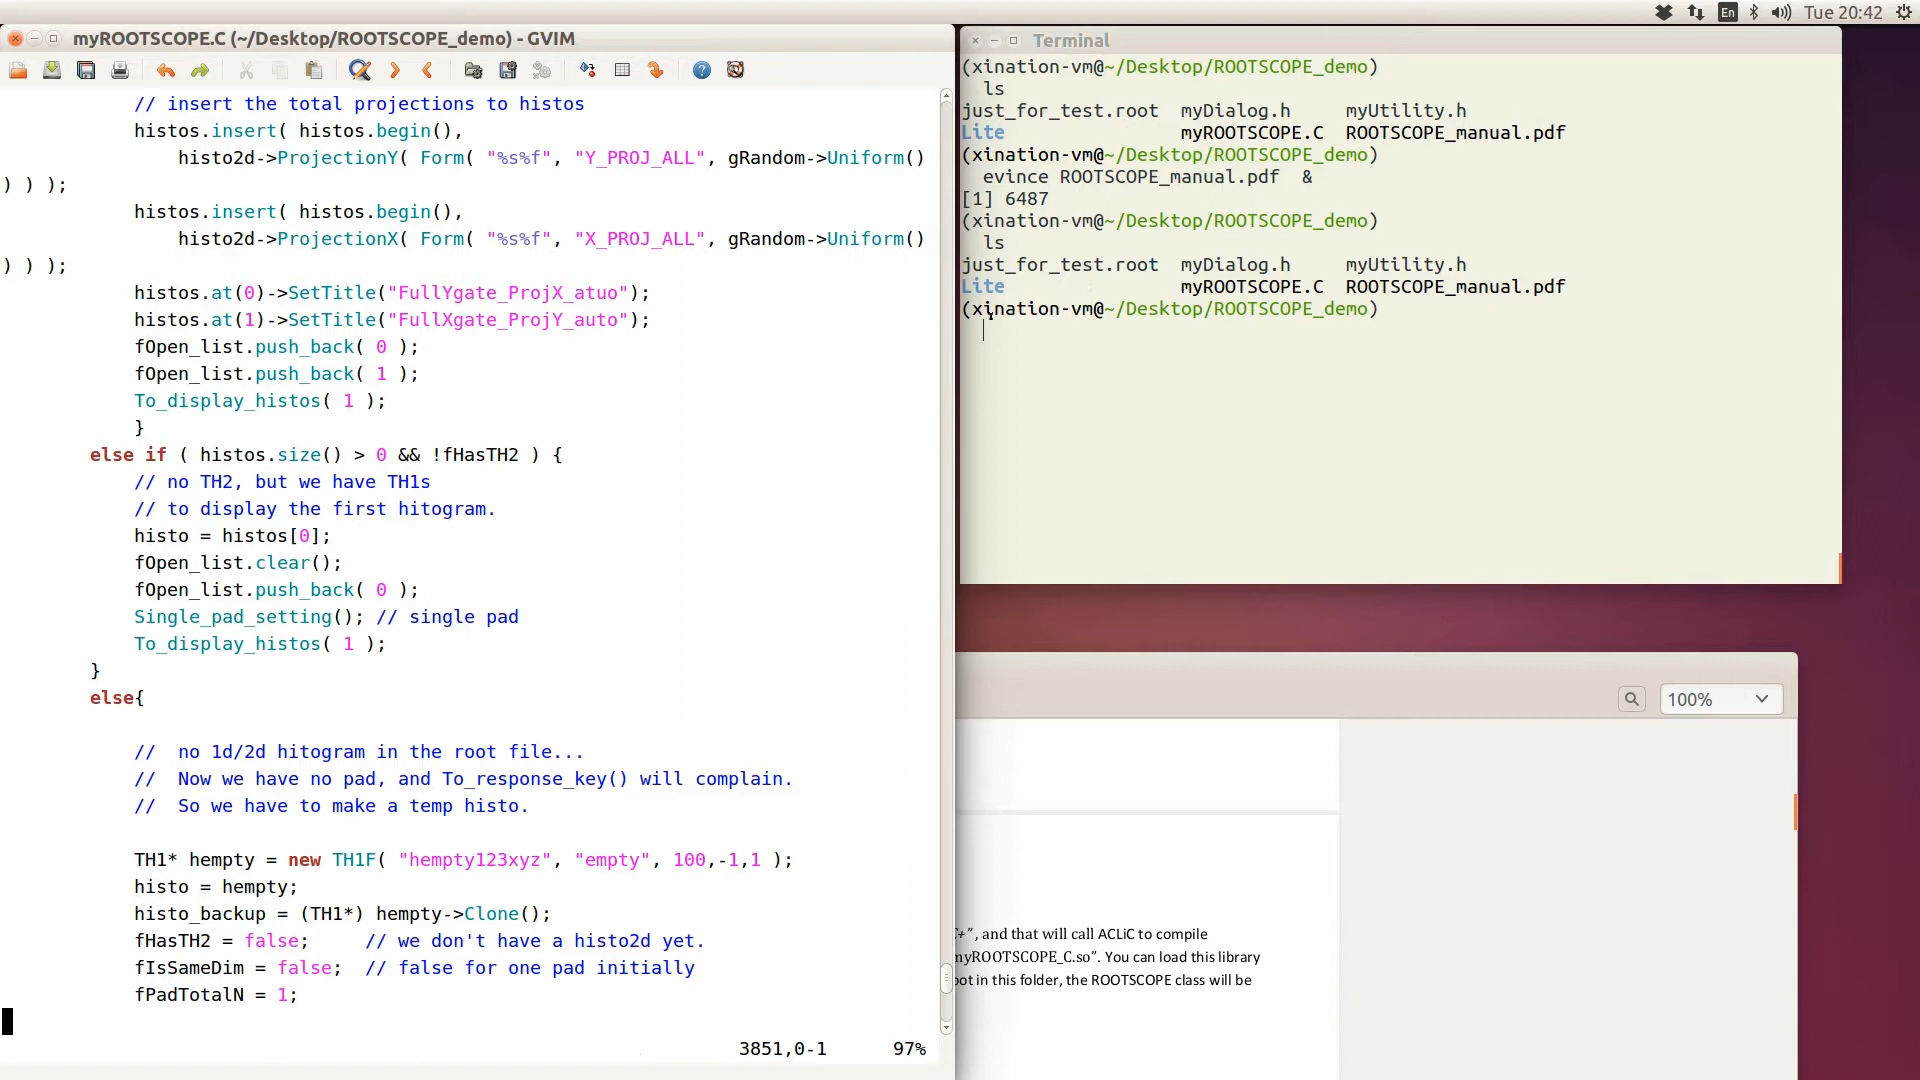 En Tue 20:42
myROOTSCOPE.C (~/Desktop/ROOTSCOPE_demo) - GVIM
// insert the total projections to histos
histos.insert( histos.begin(),
histo2d->ProjectionY( Form( "%s%f", "Y_PROJ_ALL", gRandom->Uniform()
) ) );
histos.insert( histos.begin(),
histo2d->ProjectionX( Form( "%s%f", "X_PROJ_ALL", gRandom->Uniform()
) ) );
histos.at(0)->SetTitle("FullYgate_ProjX_atuo");
histos.at(1)->SetTitle("FullXgate_ProjY_auto");
fOpen_list.push_back( 0 );
fOpen_list.push_back( 1 );
To_display_histos( 1 );
}
else if ( histos.size() > 0 && !fHasTH2 ) {
// no TH2, but we have TH1s
// to display the first hitogram.
histo = histos[0];
fOpen_list.clear();
fOpen_list.push_back( 0 );
Single_pad_setting(); // single pad
To_display_histos( 1 );
}
else{
// no 1d/2d hitogram in the root file...
// Now we have no pad, and To_response_key() will complain.
// So we have to make a temp histo.
TH1* hempty = new TH1F( "hempty123xyz", "empty", 100,-1,1 );
histo = hempty;
histo_backup = (TH1*) hempty->Clone();
fHasTH2 = false; // we don't have a histo2d yet.
fIsSameDim = false; // false for one pad initially
fPadTotalN = 1;
3851,0-1 97%
Terminal
(xination-vm@~/Desktop/ROOTSCOPE_demo)
ls
just_for_test.root myDialog.h myUtility.h
Lite myROOTSCOPE.C ROOTSCOPE_manual.pdf
(xination-vm@~/Desktop/ROOTSCOPE_demo)
evince ROOTSCOPE_manual.pdf &
[1] 6487
(xination-vm@~/Desktop/ROOTSCOPE_demo)
ls
just_for_test.root myDialog.h myUtility.h
Lite myROOTSCOPE.C ROOTSCOPE_manual.pdf
(xination-vm@~/Desktop/ROOTSCOPE_demo)
100%
+”, and that will call ACLiC to compile
myROOTSCOPE_C.so”. You can load this library
in this folder, the ROOTSCOPE class will be